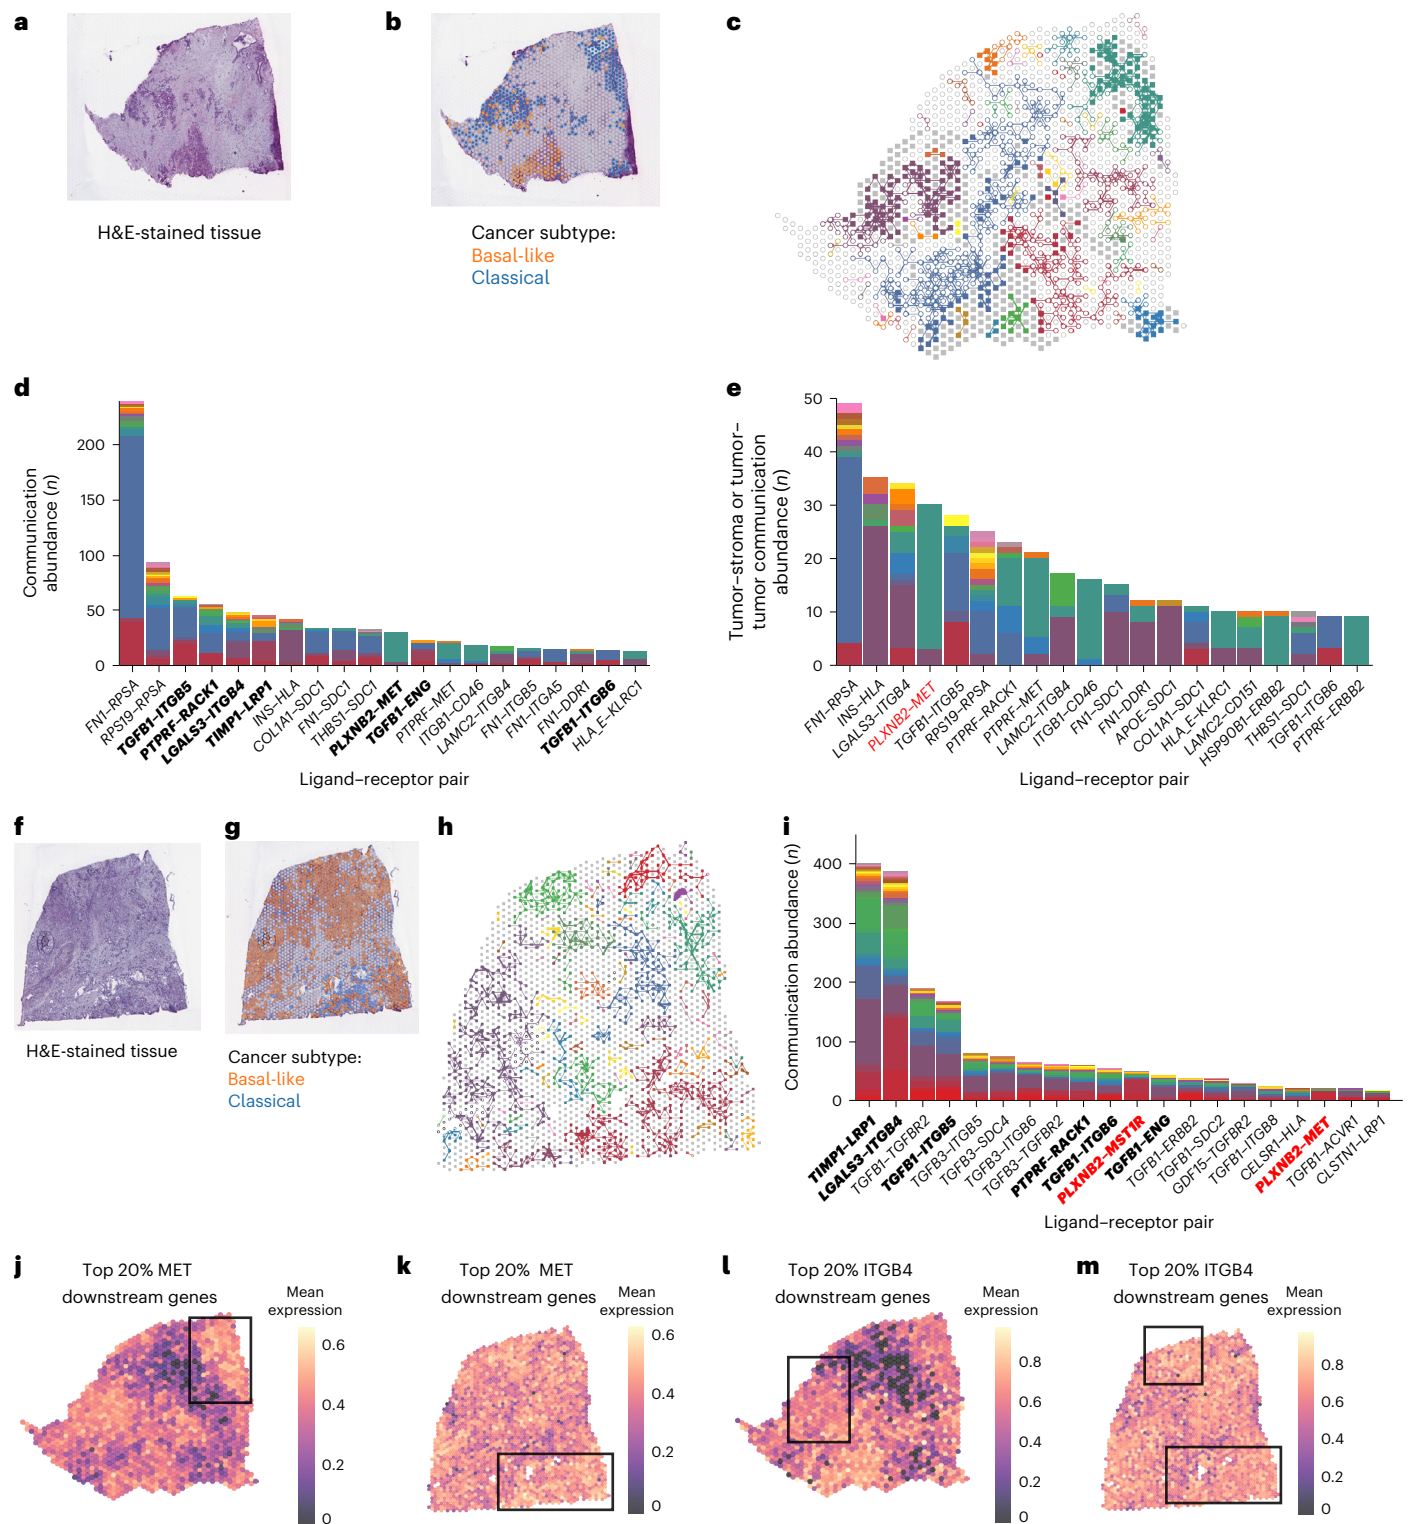 a
b
c
H&E-stained tissue
Cancer subtype:
Basal-like
Classical
d
Communication
abundance (n)
200
150
100
50
0
FN1–RPSA
RPS19–RPSA
TGFB1–ITGB5
PTPRF–RACK1
LGALS3–ITGB4
TIMP1–LRP1
INS–HLA
COL1A1–SDC1
FN1–SDC1
THBS1–SDC1
PLXNB2–MET
TGFB1–ENG
PTPRF–MET
ITGB1–CD46
LAMC2–ITGB4
FN1–ITGB5
FN1–ITGA5
FN1–DDR1
TGFB1–ITGB6
HLA_E–KLRC1
Ligand–receptor pair
e
Tumor–stroma or tumor–
tumor communication
abundance (n)
50
40
30
20
10
0
FN1–RPSA
INS–HLA
LGALS3–ITGB4
PLXNB2–MET
TGFB1–ITGB5
RPS19–RPSA
PTPRF–RACK1
PTPRF–MET
LAMC2–ITGB4
ITGB1–CD46
FN1–SDC1
FN1–DDR1
APOE–SDC1
COL1A1–SDC1
HLA_E–KLRC1
LAMC2–CD151
HSP90B1–ERBB2
THBS1–SDC1
TGFB1–ITGB6
PTPRF–ERBB2
Ligand–receptor pair
f
g
h
H&E-stained tissue
Cancer subtype:
Basal-like
Classical
i
Communication abundance (n)
400
300
200
100
0
TIMP1–LRP1
LGALS3–ITGB4
TGFB1–TGFBR2
TGFB1–ITGB5
TGFB3–ITGB5
TGFB3–SDC4
TGFB3–ITGB6
TGFB3–TGFBR2
PTPRF–RACK1
TGFB1–ITGB6
PLXNB2–MST1R
TGFB1–ENG
TGFB1–ERBB2
TGFB1–SDC2
GDF15–TGFBR2
TGFB1–ITGB8
CELSR1–HLA
PLXNB2–MET
TGFB1–ACVR1
CLSTN1–LRP1
Ligand–receptor pair
j
Top 20% MET
downstream genes
Mean
expression
0.6
0.4
0.2
0
k
Top 20% MET
downstream genes
Mean
expression
0.6
0.4
0.2
0
l
Top 20% ITGB4
downstream genes
Mean
expression
0.8
0.6
0.4
0.2
0
m
Top 20% ITGB4
downstream genes
Mean
expression
0.8
0.6
0.4
0.2
0